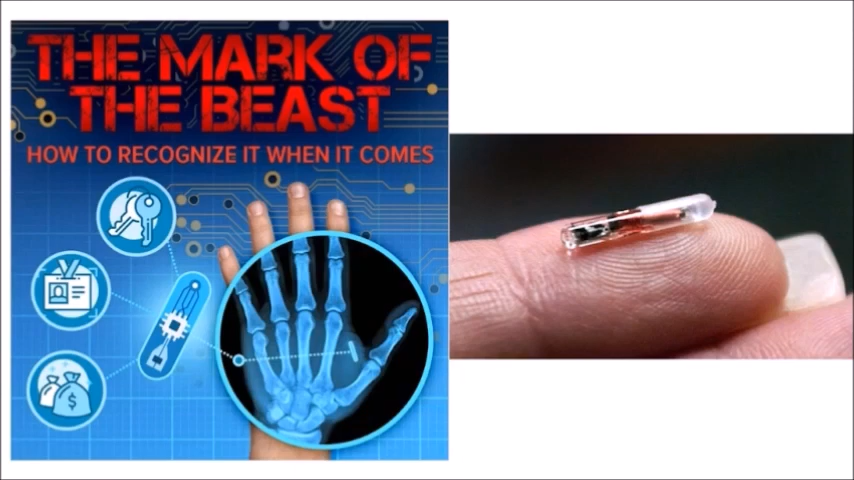 THE MARK OF
THE BEAST
HOW TO RECOGNIZE IT WHEN IT COMES
$